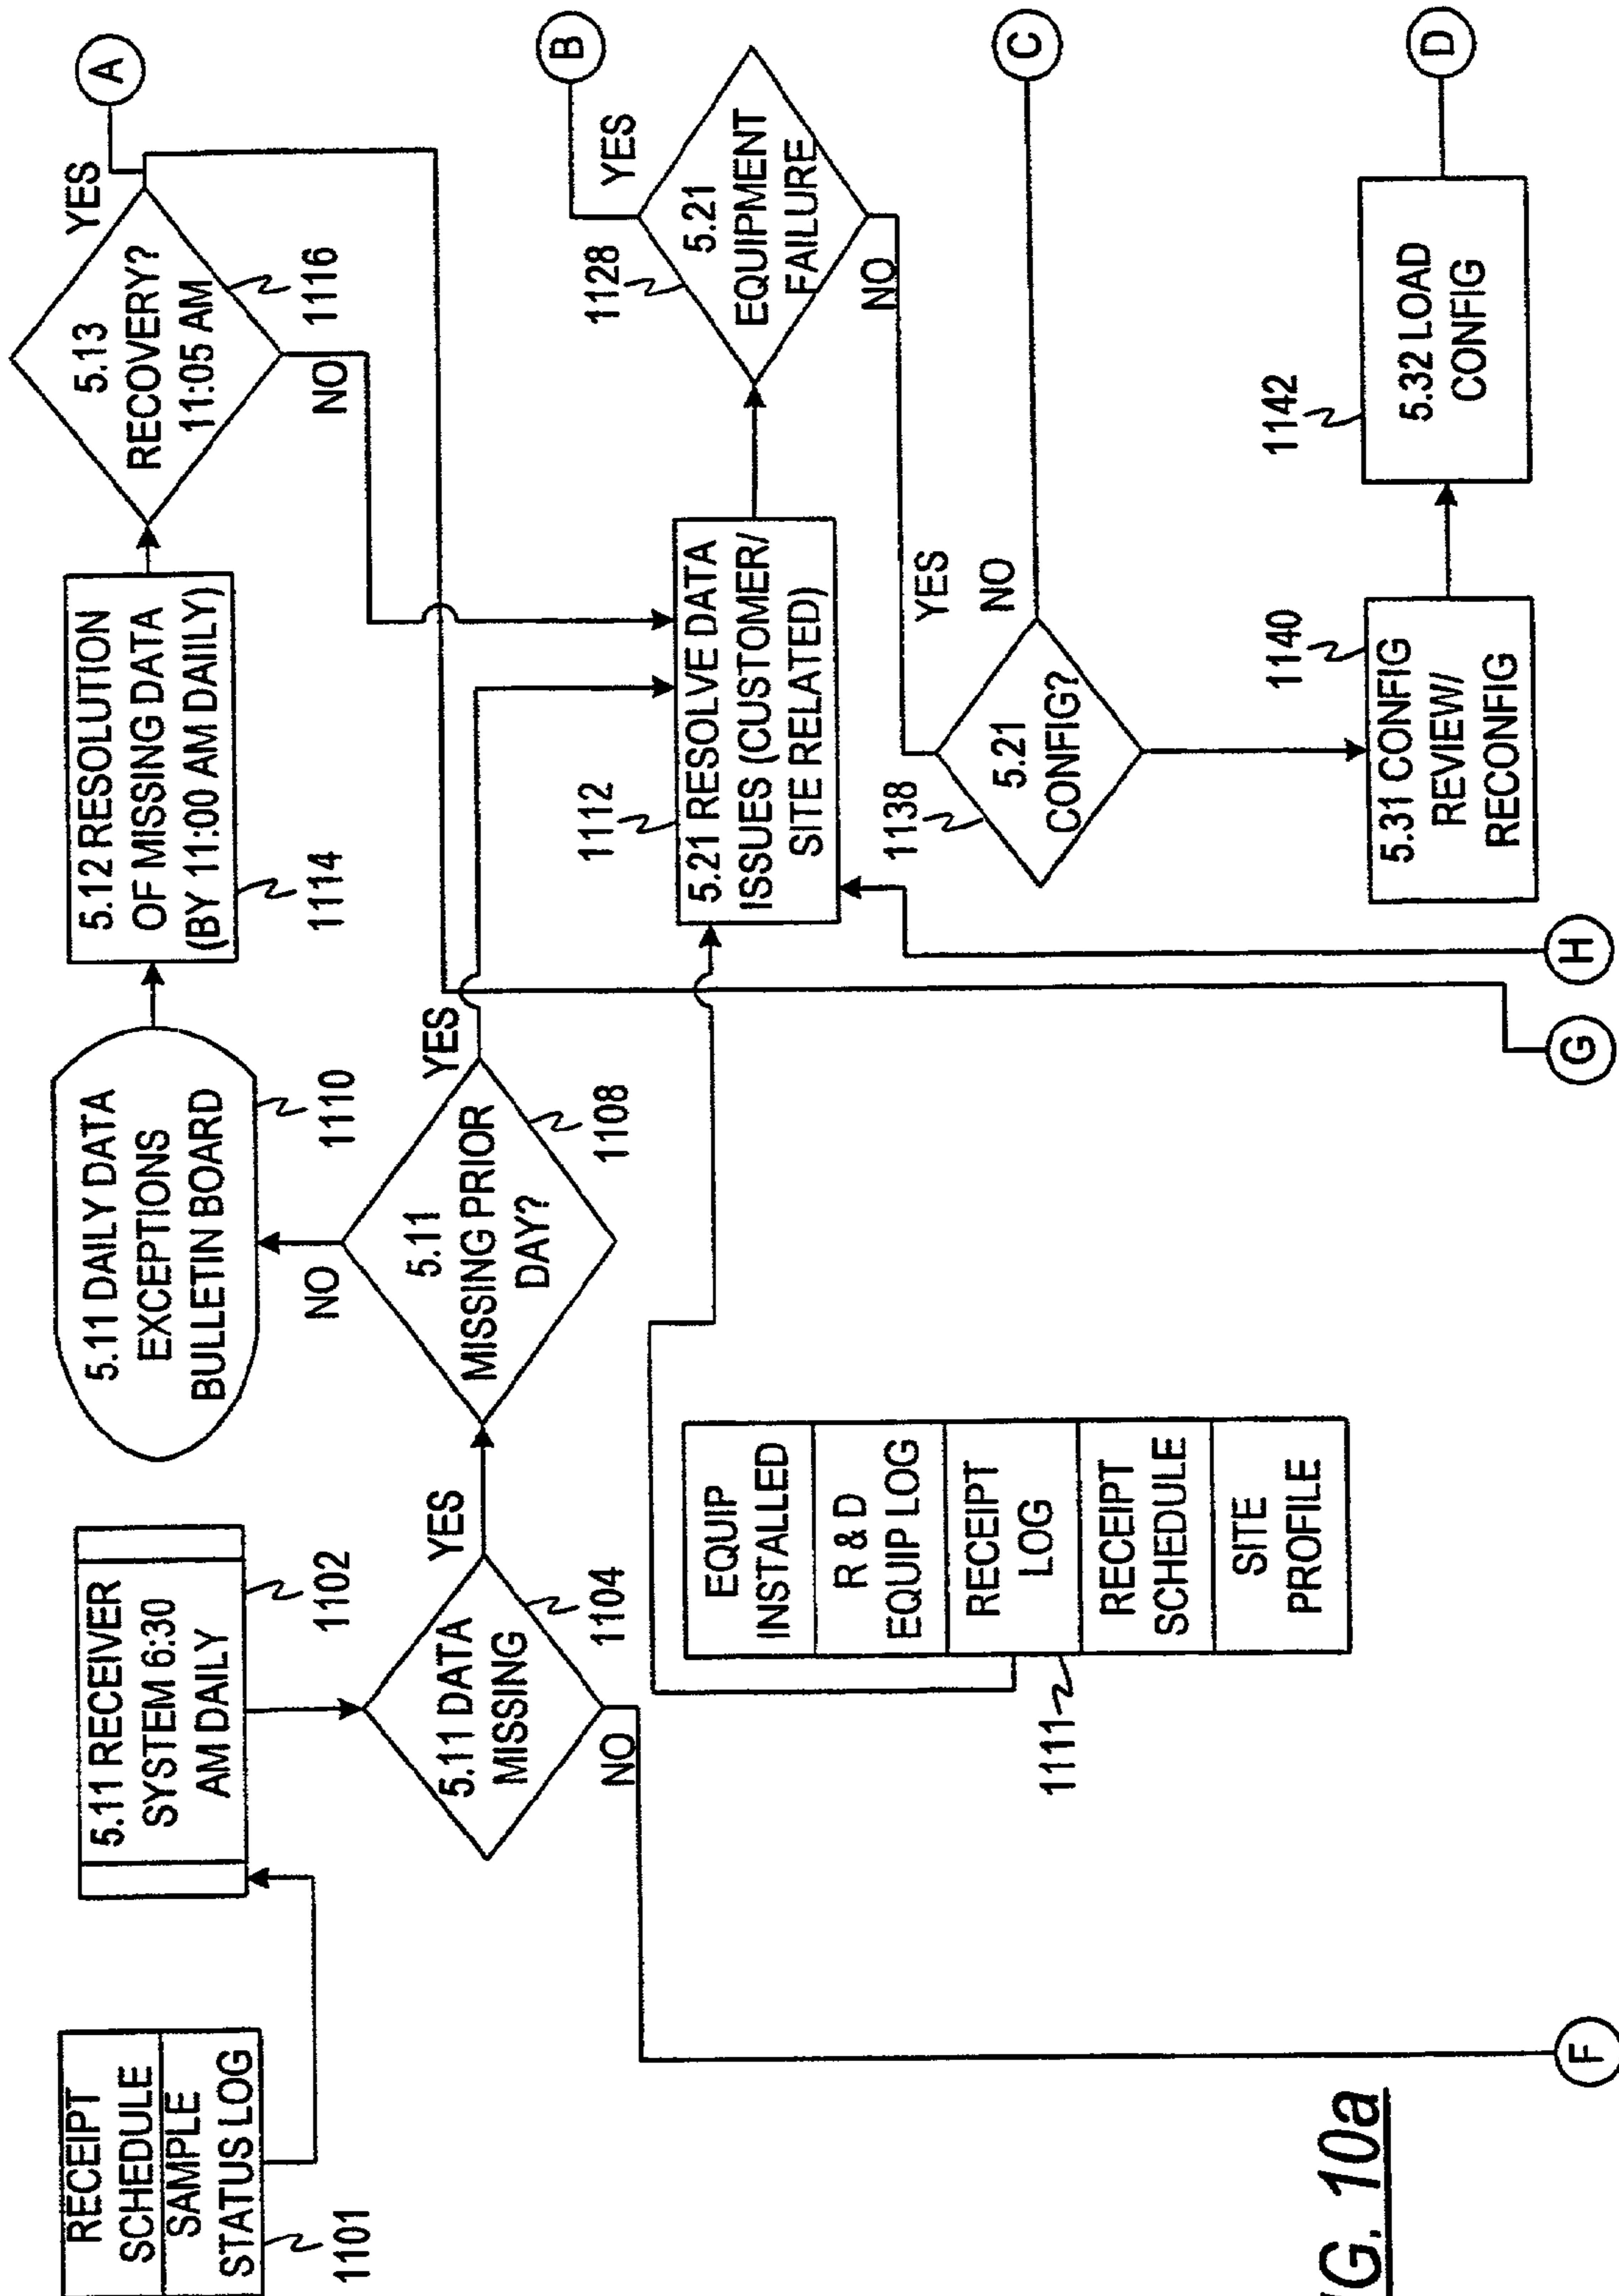 RECEIPT
SCHEDULE
SAMPLE
STATUS LOG
1101
5.11 RECEIVER
SYSTEM 6:30
AM DAILY
1102
5.11 DATA
MISSING
1104
YES
NO
5.11
MISSING PRIOR
DAY?
1108
NO
YES
5.11 DAILY DATA
EXCEPTIONS
BULLETIN BOARD
1110
5.12 RESOLUTION
OF MISSING DATA
(BY 11:00 AM DAILY)
1114
5.13
RECOVERY?
11:05 AM
1116
YES
NO
A
EQUIP
INSTALLED
R & D
EQUIP LOG
RECEIPT
LOG
RECEIPT
SCHEDULE
SITE
PROFILE
1111
1112
5.21 RESOLVE DATA
ISSUES (CUSTOMER/
SITE RELATED)
1128
5.21
EQUIPMENT
FAILURE
YES
NO
B
1138
5.21
CONFIG?
YES
NO
C
1140
5.31 CONFIG
REVIEW/
RECONFIG
1142
5.32 LOAD
CONFIG
D
F
G
H
G. 10a